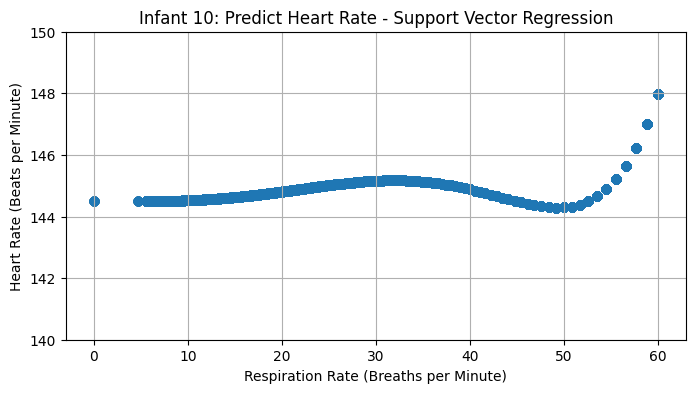 Infant 10: Predict Heart Rate - Support Vector Regression
Heart Rate (Beats per Minute)
150
148
146
144
142
140
0 10 20 30 40 50 60
Respiration Rate (Breaths per Minute)